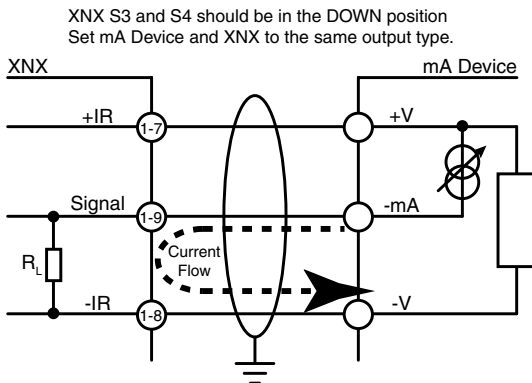 XNX S3 and S4 should be in the DOWN position
Set mA Device and XNX to the same output type.
XNX
mA Device
+IR
1-7
+V
Signal
1-9
-mA
Current
Flow
RL
-IR
1-8
-V